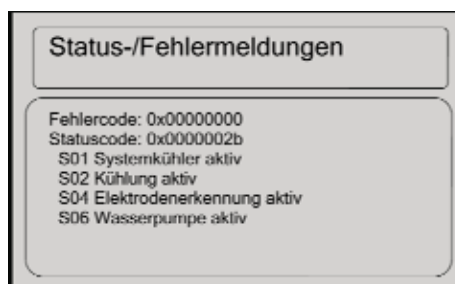 Status-/Fehlermeldungen
Fehlercode: 0x00000000
Statuscode: 0x0000002b
S01 Systemkühler aktiv
S02 Kühlung aktiv
S04 Elektrodenerkennung aktiv
S06 Wasserpumpe aktiv